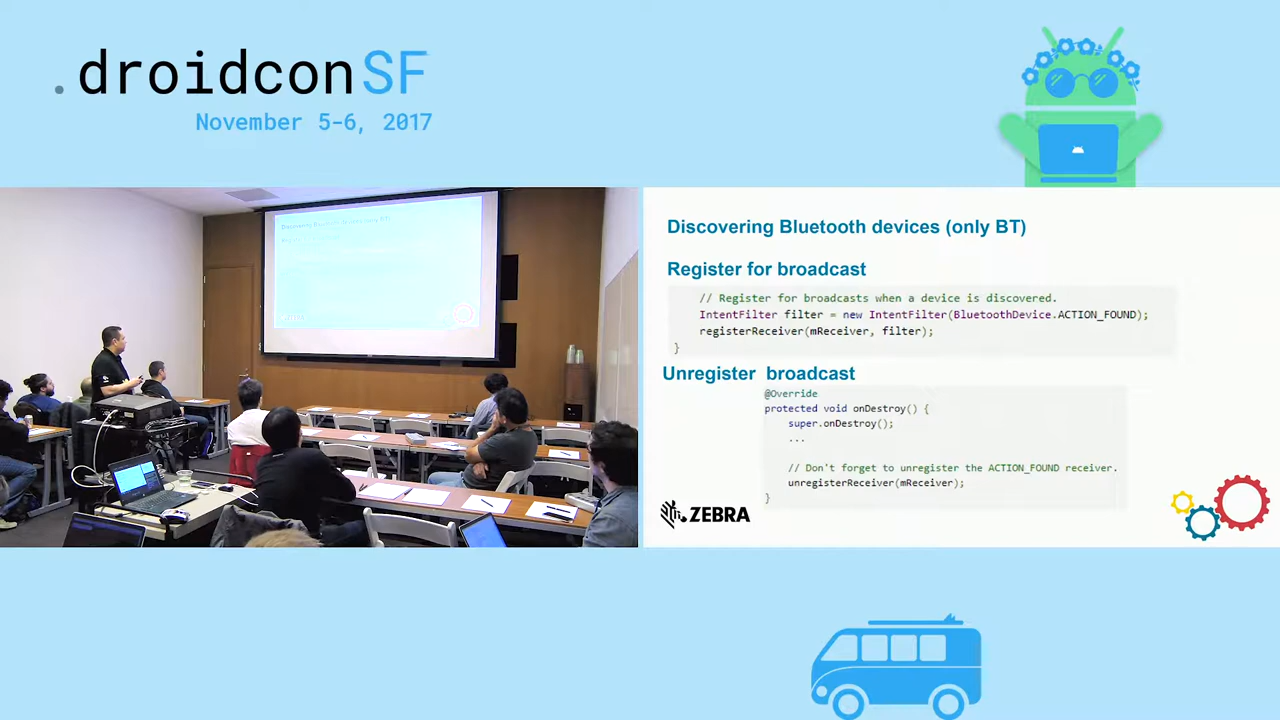 .droidconSF
November 5-6, 2017
Discovering Bluetooth devices (only BT)
Register for broadcast
// Register for broadcasts when a device is discovered.
IntentFilter filter = new IntentFilter(BluetoothDevice.ACTION_FOUND);
registerReceiver(mReceiver, filter);
}
Unregister broadcast
@Override
protected void onDestroy() {
super.onDestroy();
...
// Don't forget to unregister the ACTION_FOUND receiver.
unregisterReceiver(mReceiver);
}
ZEBRA